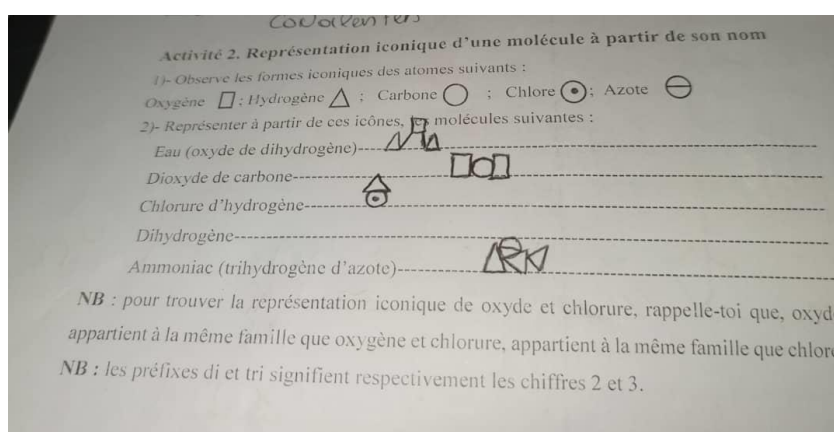 Covalentes
Activité 2. Représentation iconique d'une molécule à partir de son nom
1)- Observe les formes iconiques des atomes suivants :
Oxygène ; Hydrogène ; Carbone ; Chlore ; Azote
2)- Représenter à partir de ces icônes, les molécules suivantes :
Eau (oxyde de dihydrogène)
Dioxyde de carbone
Chlorure d'hydrogène
Dihydrogène
Ammoniac (trihydrogène d'azote)
NB : pour trouver la représentation iconique de oxyde et chlorure, rappelle-toi que, oxyd
appartient à la même famille que oxygène et chlorure, appartient à la même famille que chlore
NB : les préfixes di et tri signifient respectivement les chiffres 2 et 3.